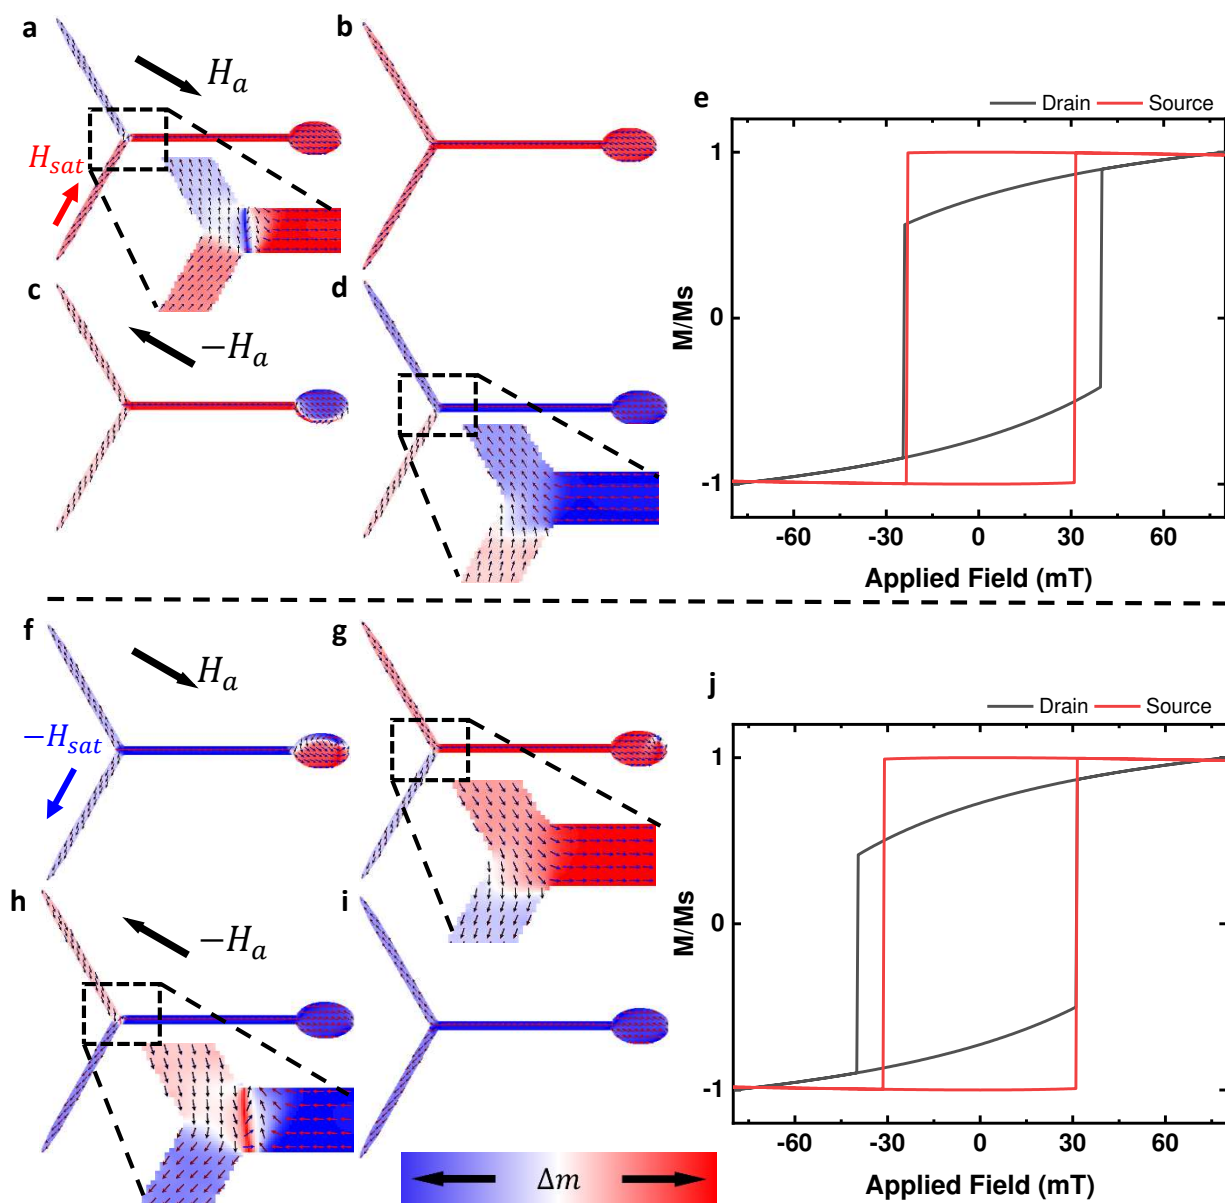 a
H_a
H_sat
b
c
−H_a
d
e
Drain Source
M/Ms
1
0
-1
-60 -30 0 30 60
Applied Field (mT)
f
H_a
−H_sat
g
h
−H_a
i
Δm
j
Drain Source
M/Ms
1
0
-1
-60 -30 0 30 60
Applied Field (mT)